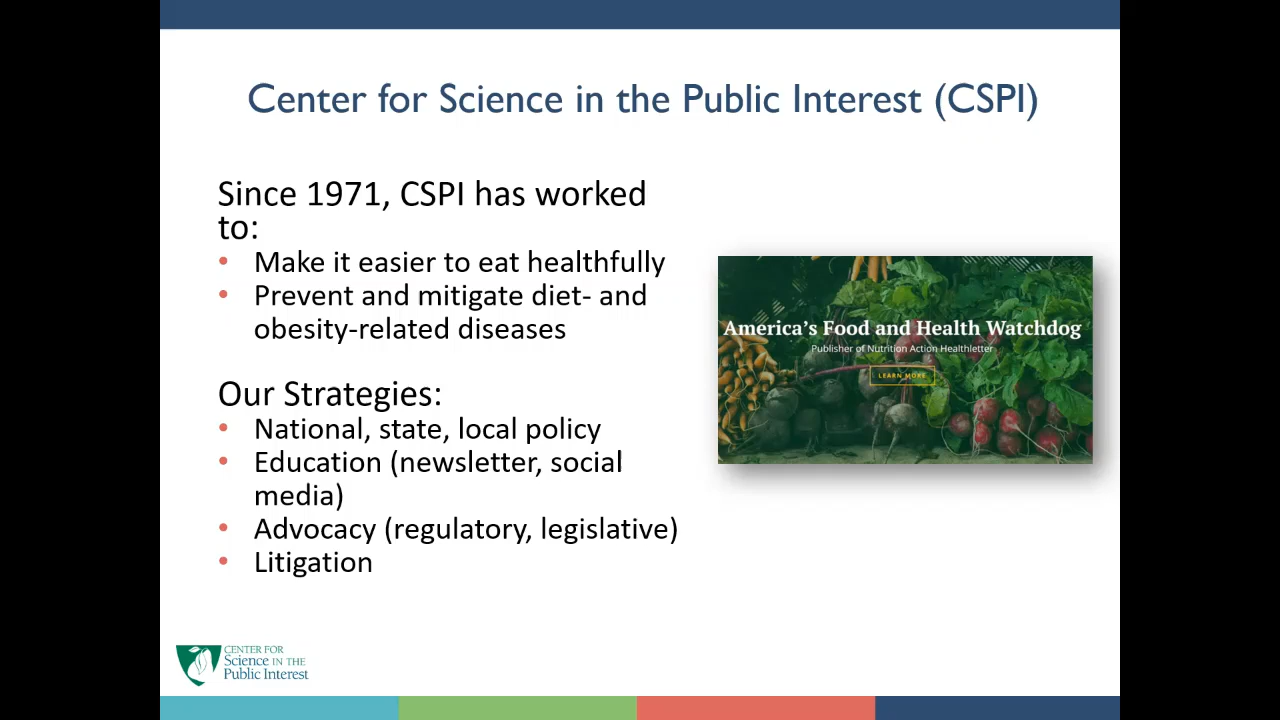 Center for Science in the Public Interest (CSPI)
Since 1971, CSPI has worked
to:
• Make it easier to eat healthfully
• Prevent and mitigate diet- and
obesity-related diseases
Our Strategies:
• National, state, local policy
• Education (newsletter, social
media)
• Advocacy (regulatory, legislative)
• Litigation
America's Food and Health Watchdog
Publisher of Nutrition Action Healthletter
LEARN MORE
CENTER FOR
Science IN THE
Public Interest